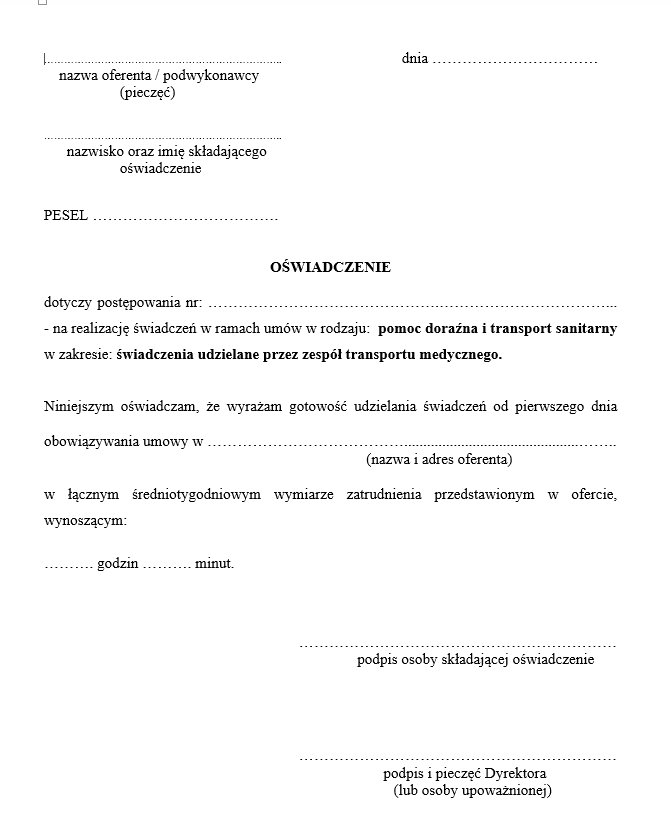 ……………………………………………… dnia ……………………………
nazwa oferenta / podwykonawcy
(pieczęć)
………………………………………………
nazwisko oraz imię składającego
oświadczenie
PESEL ……………………………….
OŚWIADCZENIE
dotyczy postępowania nr: ………………………………………………………………………...
- na realizację świadczeń w ramach umów w rodzaju: pomoc doraźna i transport sanitarny
w zakresie: świadczenia udzielane przez zespół transportu medycznego.
Niniejszym oświadczam, że wyrażam gotowość udzielania świadczeń od pierwszego dnia
obowiązywania umowy w …………………………………...................................................……..
(nazwa i adres oferenta)
w łącznym średniotygodniowym wymiarze zatrudnienia przedstawionym w ofercie,
wynoszącym:
………. godzin ………. minut.
………………………………………………………
podpis osoby składającej oświadczenie
………………………………………………………
podpis i pieczęć Dyrektora
(lub osoby upoważnionej)